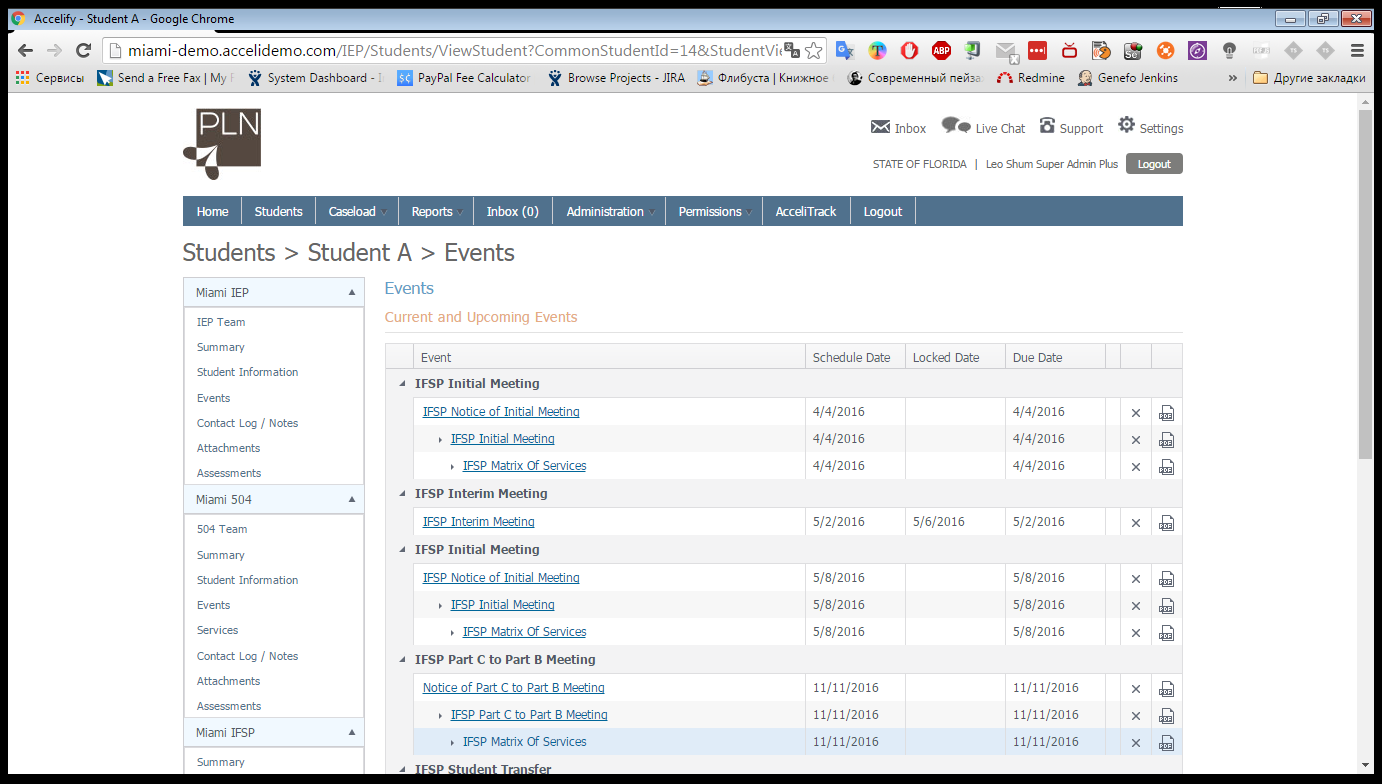 Accelify - Student A - Google Chrome
miami-demo.accelidemo.com/IEP/Students/ViewStudent?CommonStudentId=14&StudentVi
Сервисы Send a Free Fax | My System Dashboard - PayPal Fee Calculator Browse Projects - JIRA Флибуста | Книжное Современный пейза Redmine Genefo Jenkins » Другие закладки
PLN
Inbox Live Chat Support Settings
STATE OF FLORIDA | Leo Shum Super Admin Plus Logout
Home Students Caseload Reports Inbox (0) Administration Permissions AcceliTrack Logout
Students > Student A > Events
Miami IEP
IEP Team
Summary
Student Information
Events
Contact Log / Notes
Attachments
Assessments
Miami 504
504 Team
Summary
Student Information
Events
Services
Contact Log / Notes
Attachments
Assessments
Miami IFSP
Summary
Events
Current and Upcoming Events
Event Schedule Date Locked Date Due Date
IFSP Initial Meeting
IFSP Notice of Initial Meeting 4/4/2016 4/4/2016
IFSP Initial Meeting 4/4/2016 4/4/2016
IFSP Matrix Of Services 4/4/2016 4/4/2016
IFSP Interim Meeting
IFSP Interim Meeting 5/2/2016 5/6/2016 5/2/2016
IFSP Initial Meeting
IFSP Notice of Initial Meeting 5/8/2016 5/8/2016
IFSP Initial Meeting 5/8/2016 5/8/2016
IFSP Matrix Of Services 5/8/2016 5/8/2016
IFSP Part C to Part B Meeting
Notice of Part C to Part B Meeting 11/11/2016 11/11/2016
IFSP Part C to Part B Meeting 11/11/2016 11/11/2016
IFSP Matrix Of Services 11/11/2016 11/11/2016
IFSP Student Transfer